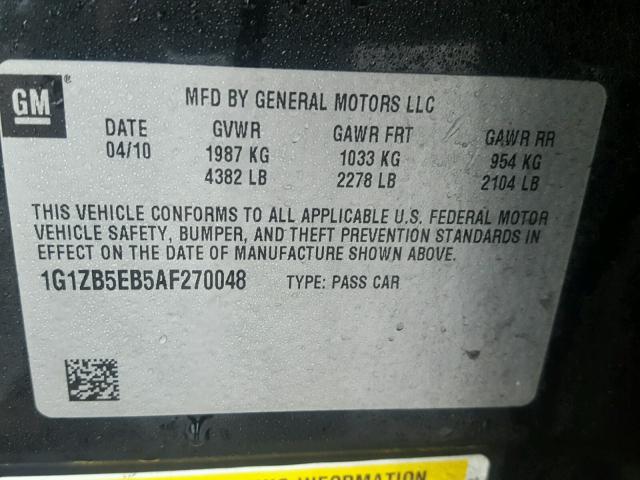 GM ®
MFD BY GENERAL MOTORS LLC
DATE GVWR GAWR FRT GAWR RR
04/10 1987 KG 1033 KG 954 KG
4382 LB 2278 LB 2104 LB
THIS VEHICLE CONFORMS TO ALL APPLICABLE U.S. FEDERAL MOTOR
VEHICLE SAFETY, BUMPER, AND THEFT PREVENTION STANDARDS IN
EFFECT ON THE DATE OF MANUFACTURE SHOWN ABOVE.
1G1ZB5EB5AF270048 TYPE: PASS CAR
INFORMATION